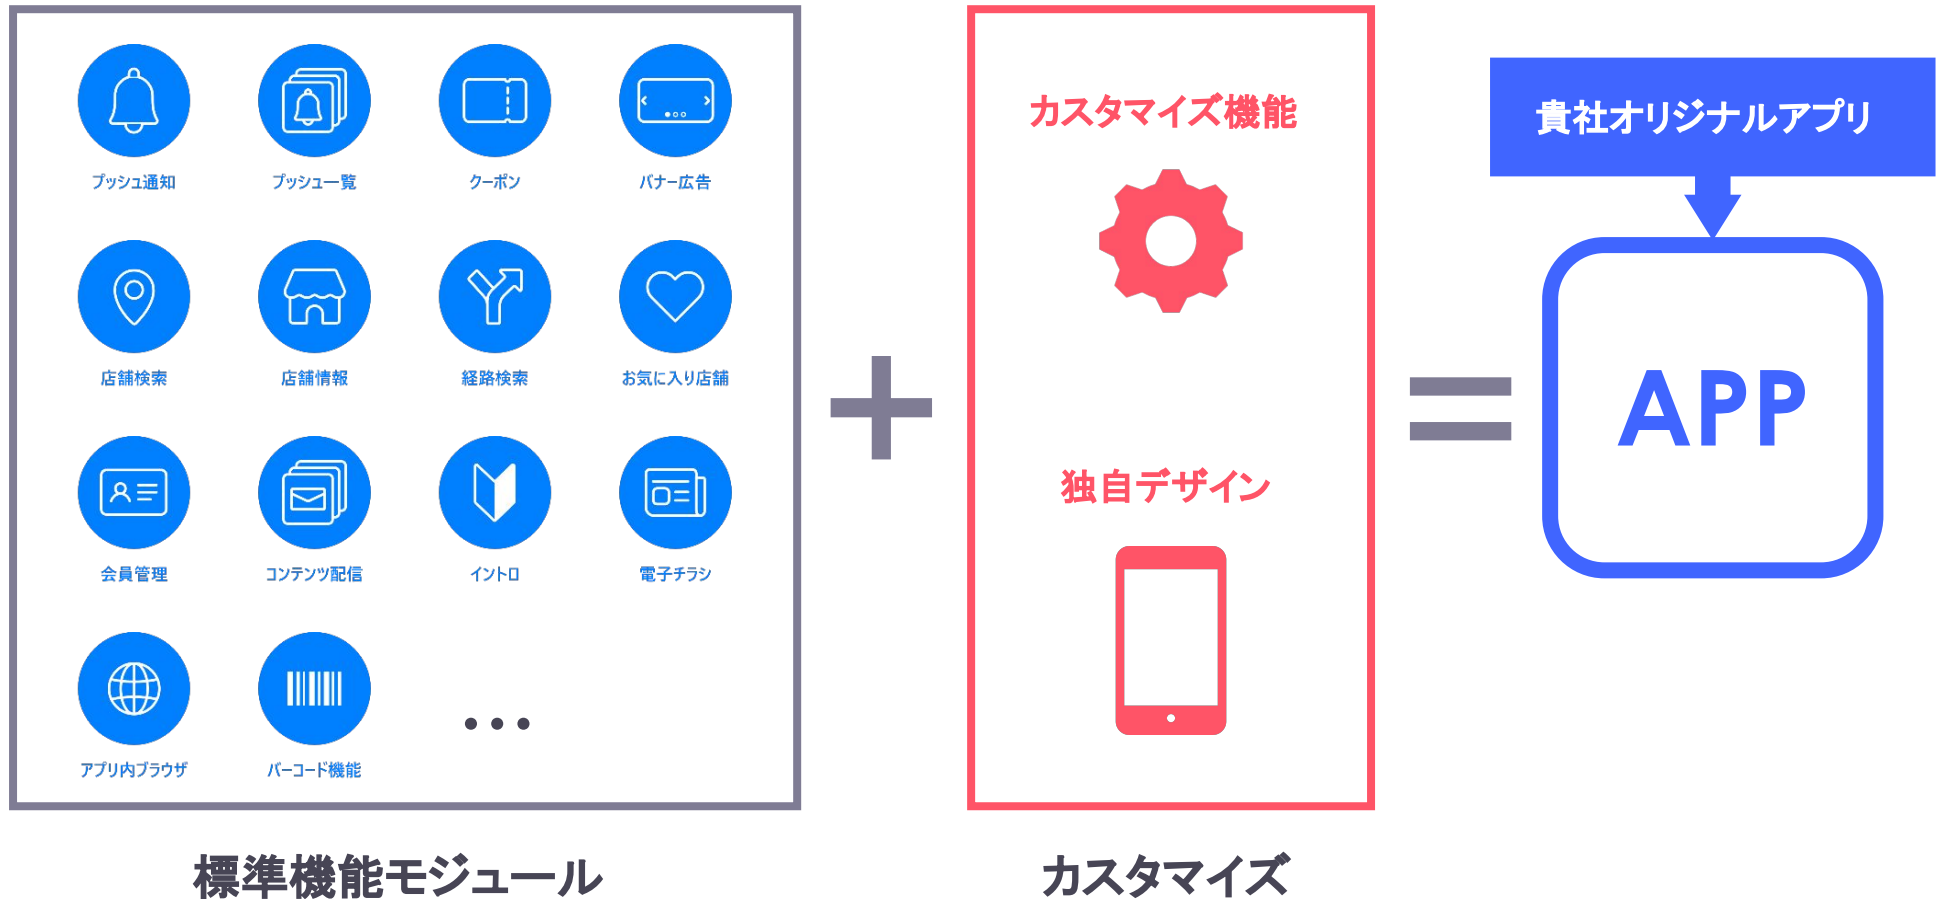 プッシュ通知
プッシュ一覧
クーポン
バナー広告
店舗検索
店舗情報
経路検索
お気に入り店舗
会員管理
コンテンツ配信
イントロ
電子チラシ
アプリ内ブラウザ
バーコード機能
...
標準機能モジュール
+
カスタマイズ機能
独自デザイン
カスタマイズ
=
貴社オリジナルアプリ
APP